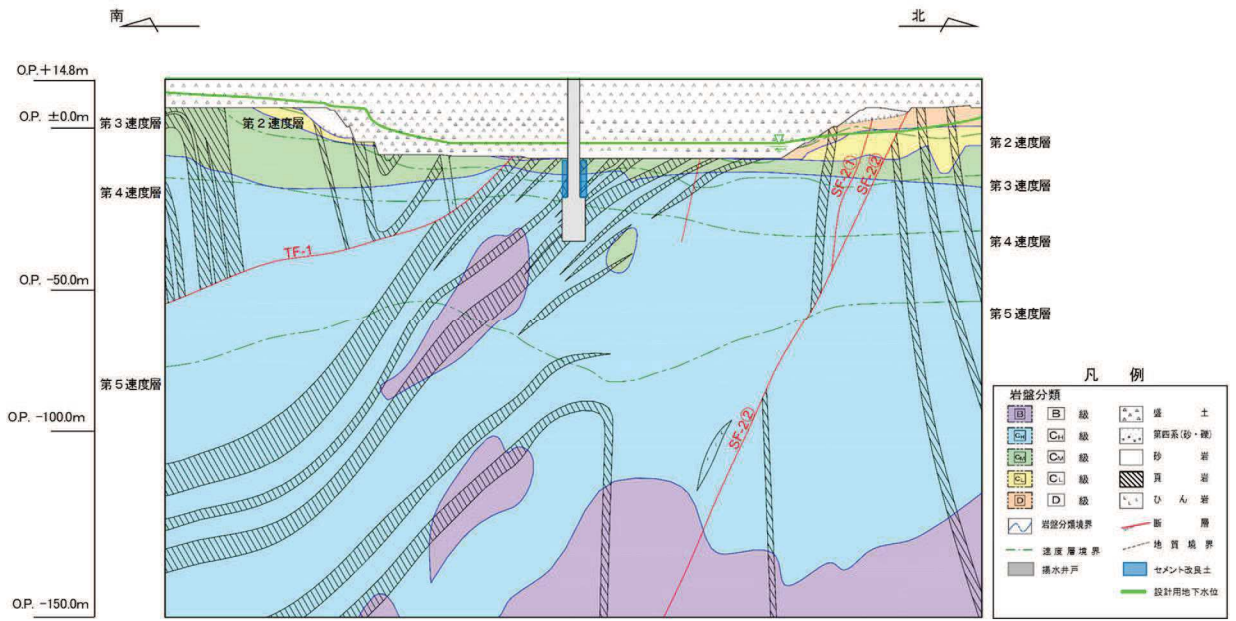 南
北
O.P.+14.8m
O.P. ±0.0m
第3速度層
第2速度層
第2速度層
第4速度層
第3速度層
SF-2①
SF-2②
TF-1
第4速度層
O.P. -50.0m
第5速度層
第5速度層
O.P. -100.0m
SF-2②
O.P. -150.0m
凡 例
岩盤分類
B B 級 盛 土
CH CH 級 第四系(砂・礫)
CM CM 級 砂 岩
CL CL 級 頁 岩
D D 級 ひ ん 岩
岩盤分類境界 断 層
速度層境界 地質境界
揚水井戸 セメント改良土
設計用地下水位